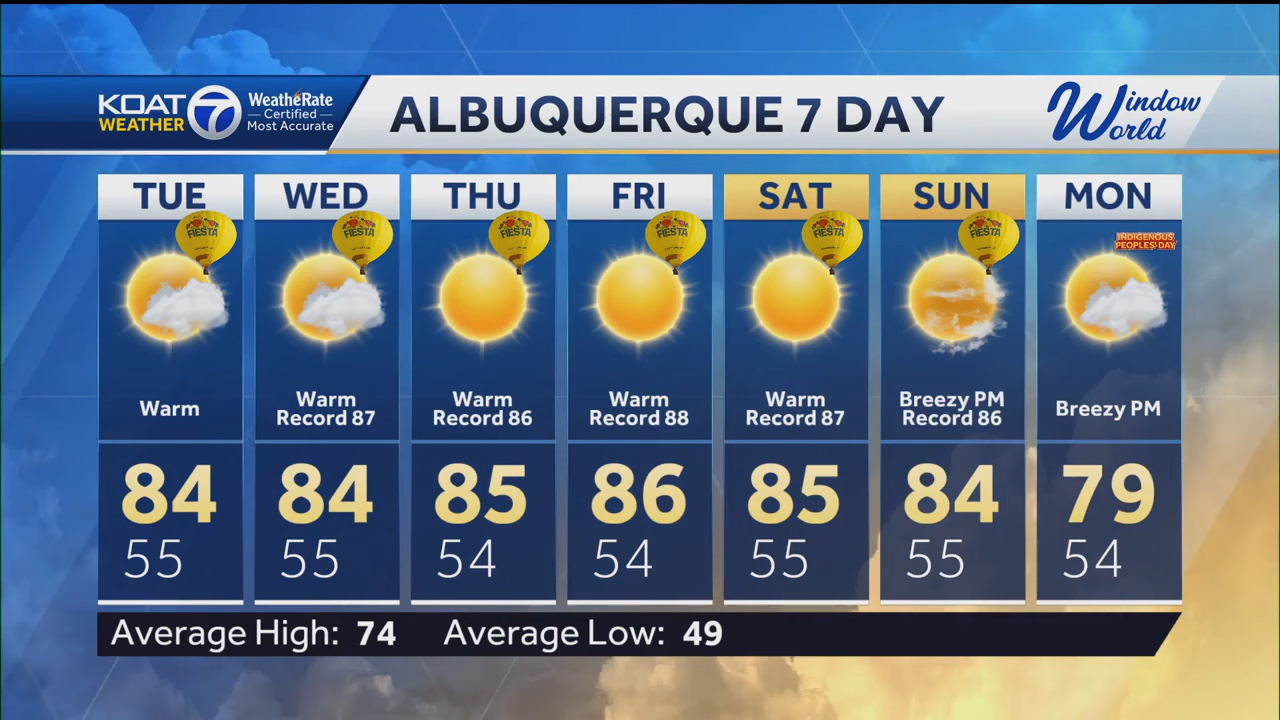 KOAT
WEATHER
7
WeatheRate
Certified
Most Accurate
ALBUQUERQUE 7 DAY
Window
World
TUE
WED
THU
FRI
SAT
SUN
MON
FIESTA
FIESTA
FIESTA
FIESTA
FIESTA
FIESTA
INDIGENOUS
PEOPLES' DAY
Warm
Warm
Record 87
Warm
Record 86
Warm
Record 88
Warm
Record 87
Breezy PM
Record 86
Breezy PM
84
84
85
86
85
84
79
55
55
54
54
55
55
54
Average High: 74 Average Low: 49